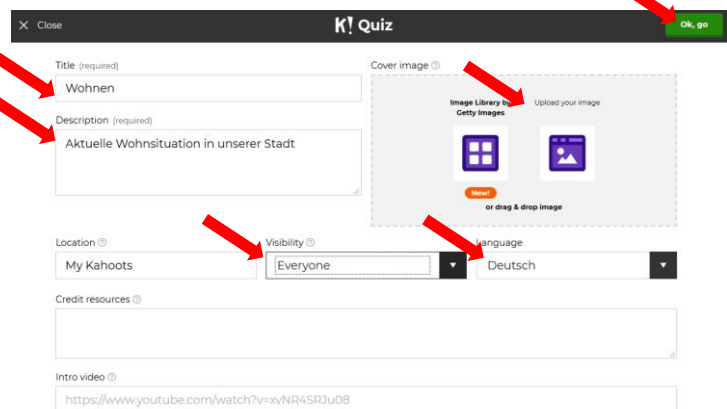 Close
K! Quiz
Ok, go
Title (required)
Wohnen
Description (required)
Aktuelle Wohnsituation in unserer Stadt
Cover image
Image Library by
Getty Images
Upload your image
New!
or drag & drop image
Location
My Kahoots
Visibility
Everyone
Language
Deutsch
Credit resources
Intro video
https://www.youtube.com/watch?v=xvNR4SRJu08